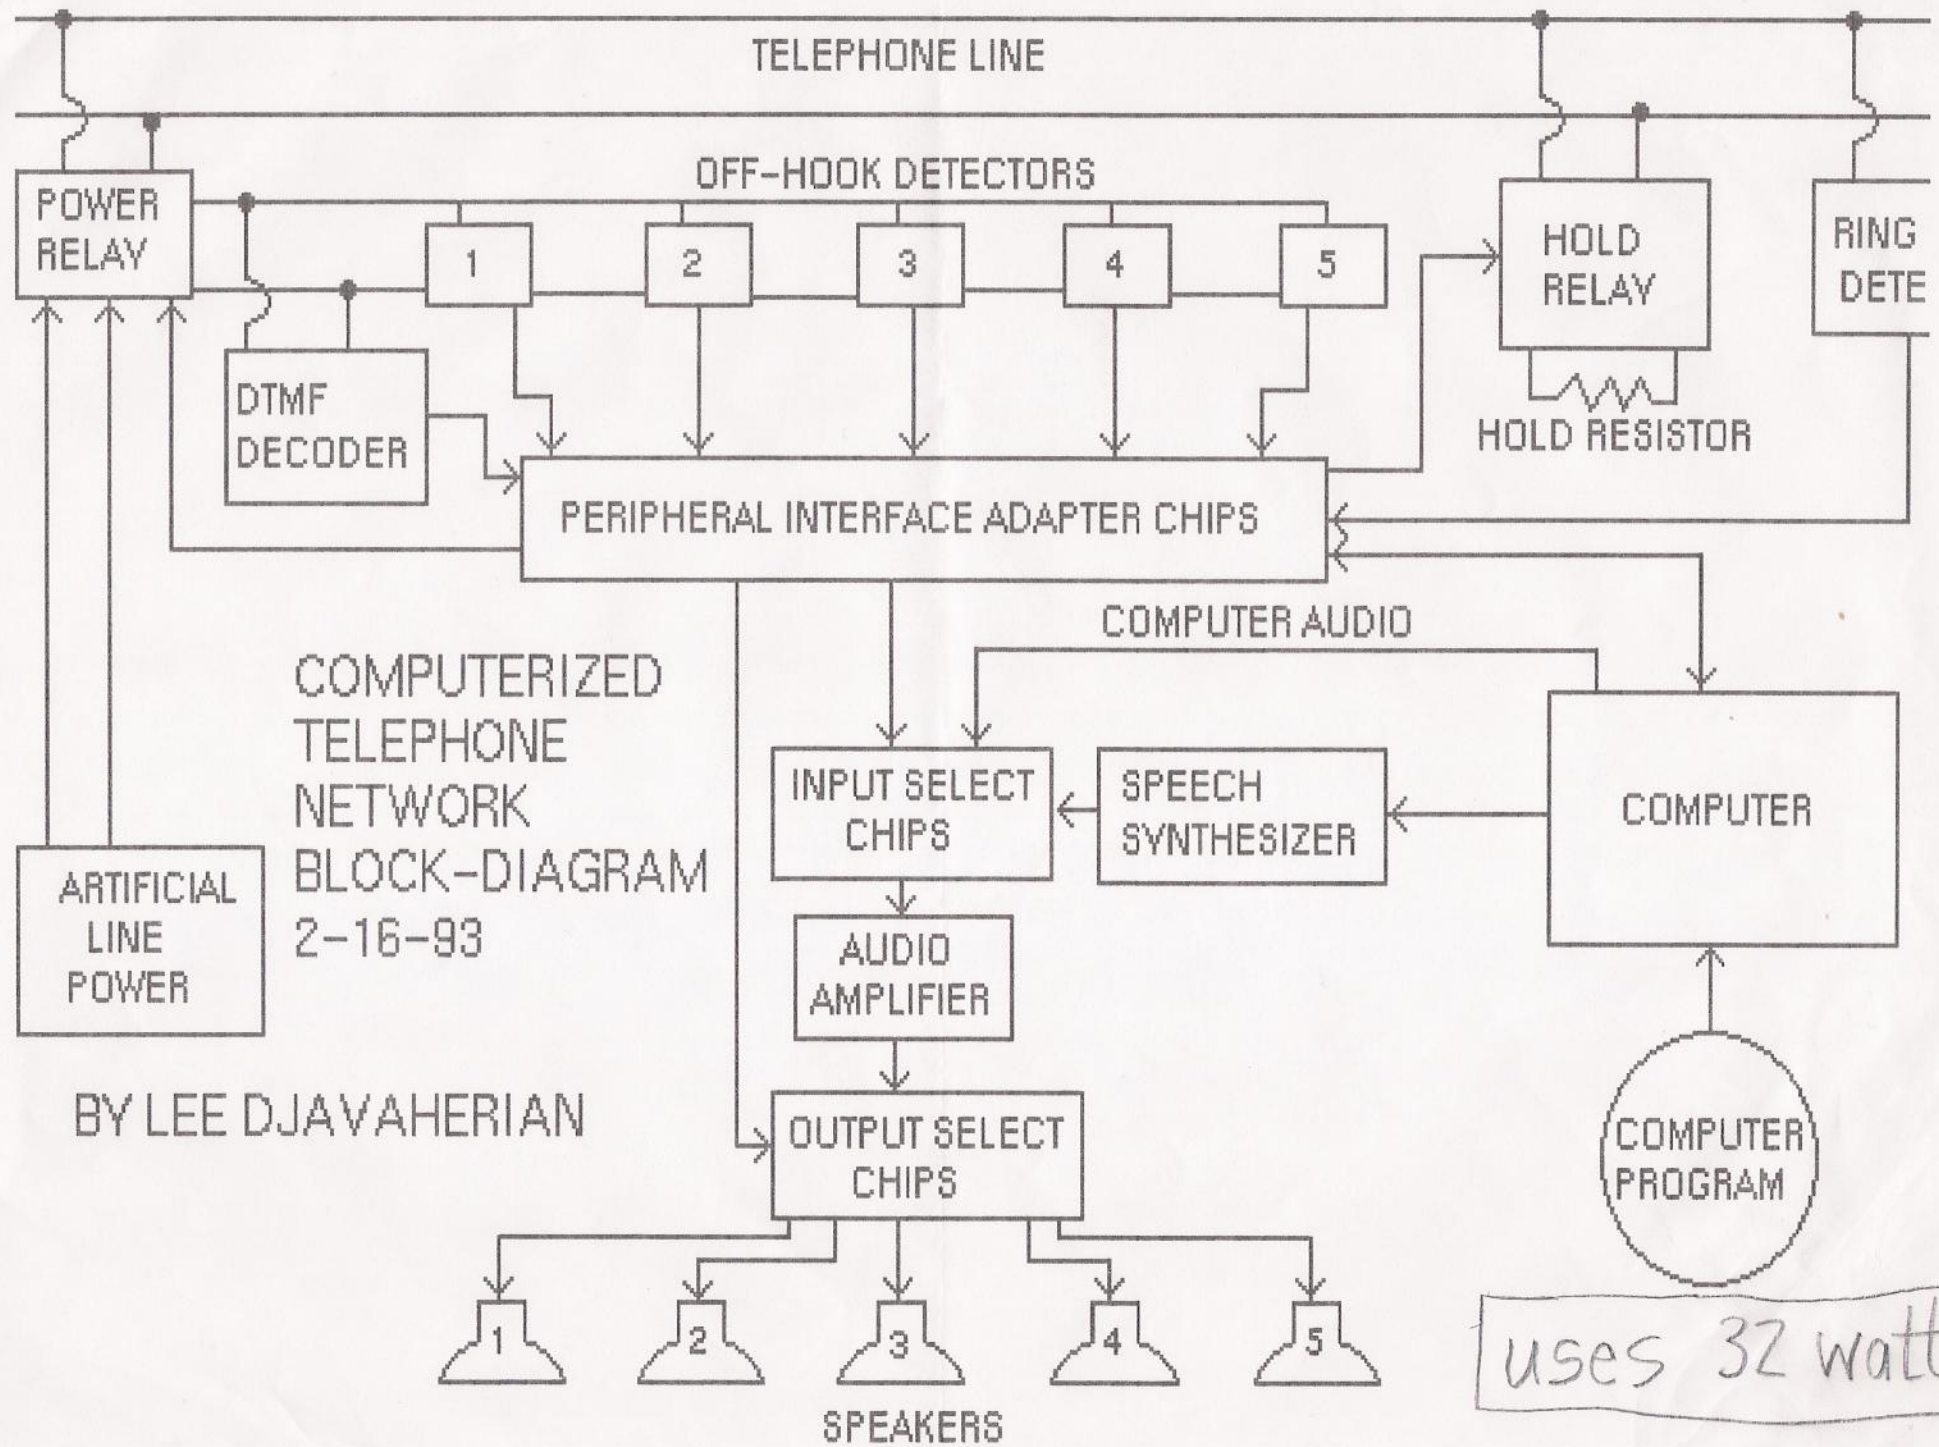 TELEPHONE LINE
OFF-HOOK DETECTORS
POWER
RELAY
1
2
3
4
5
HOLD
RELAY
RING
DETE
DTMF
DECODER
HOLD RESISTOR
PERIPHERAL INTERFACE ADAPTER CHIPS
COMPUTER AUDIO
COMPUTERIZED
TELEPHONE
NETWORK
BLOCK-DIAGRAM
2-16-93
INPUT SELECT
CHIPS
SPEECH
SYNTHESIZER
COMPUTER
ARTIFICIAL
LINE
POWER
AUDIO
AMPLIFIER
BY LEE DJAVAHERIAN
OUTPUT SELECT
CHIPS
COMPUTER
PROGRAM
1
2
3
4
5
SPEAKERS
uses 32 watt